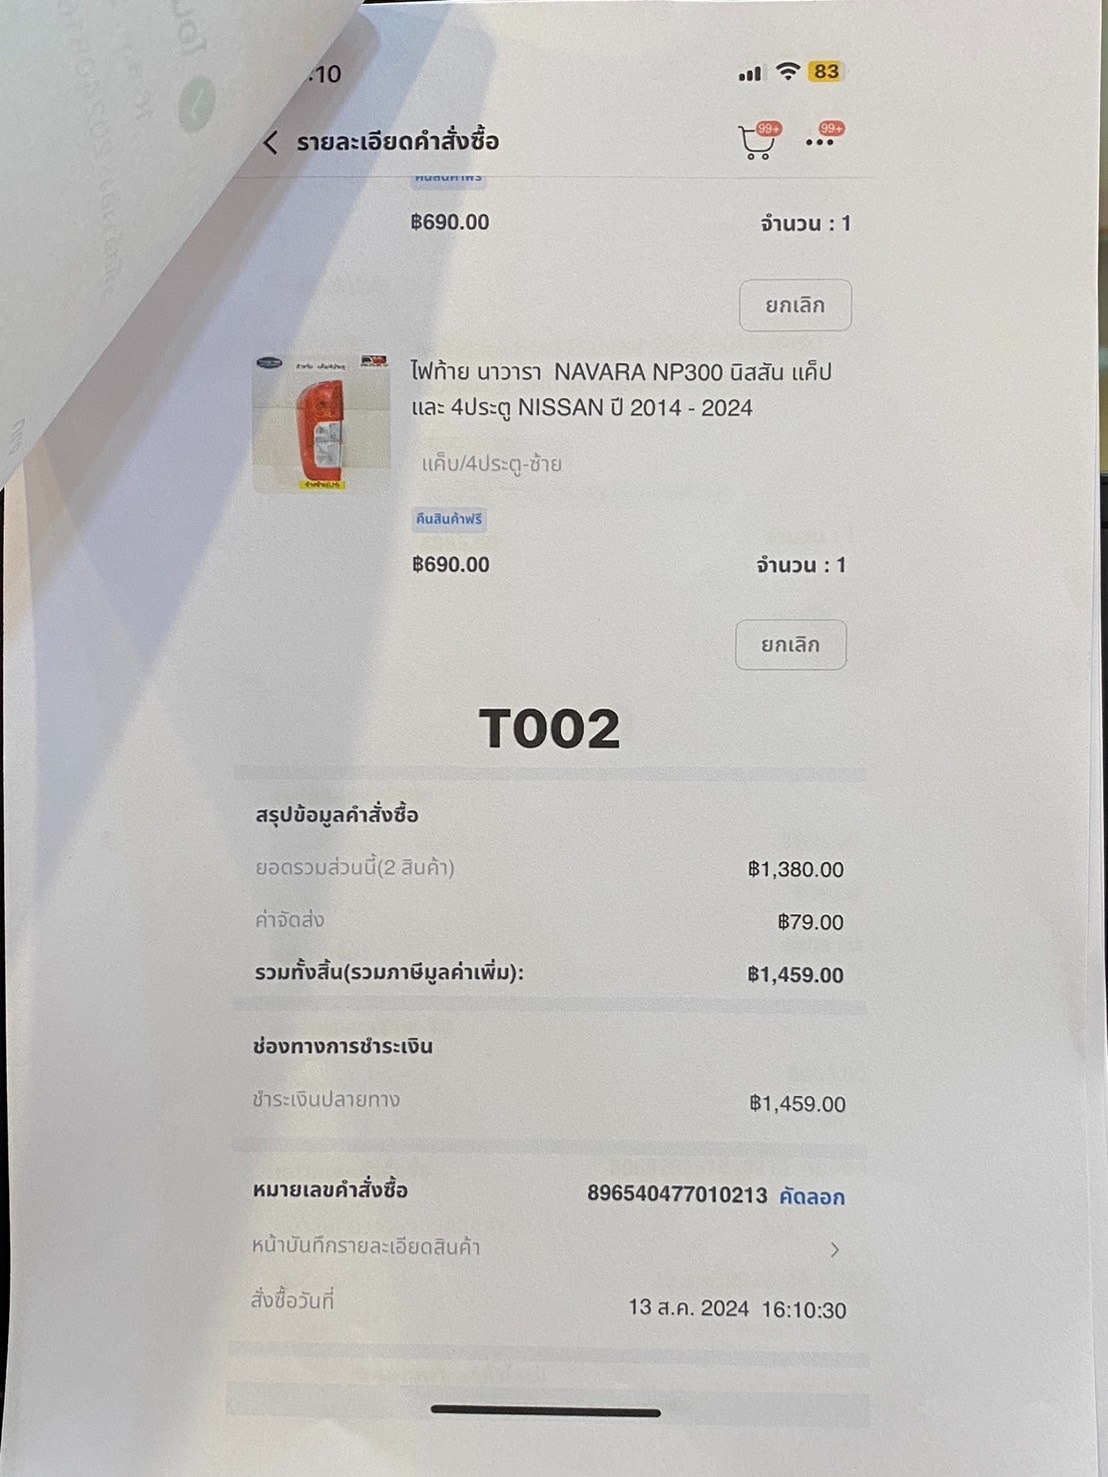 :10
83
รายละเอียดคำสั่งซื้อ
99+
99+
คืนสินค้าฟรี
฿690.00
จำนวน : 1
ยกเลิก
ไฟท้าย นาวารา NAVARA NP300 นิสสัน แค็ป
และ 4ประตู NISSAN ปี 2014 - 2024
แค็บ/4ประตู-ซ้าย
คืนสินค้าฟรี
฿690.00
จำนวน : 1
ยกเลิก
T002
สรุปข้อมูลคำสั่งซื้อ
ยอดรวมส่วนนี้(2 สินค้า)
฿1,380.00
ค่าจัดส่ง
฿79.00
รวมทั้งสิ้น(รวมภาษีมูลค่าเพิ่ม):
฿1,459.00
ช่องทางการชำระเงิน
ชำระเงินปลายทาง
฿1,459.00
หมายเลขคำสั่งซื้อ
896540477010213 คัดลอก
หน้าบันทึกรายละเอียดสินค้า
สั่งซื้อวันที่
13 ส.ค. 2024 16:10:30